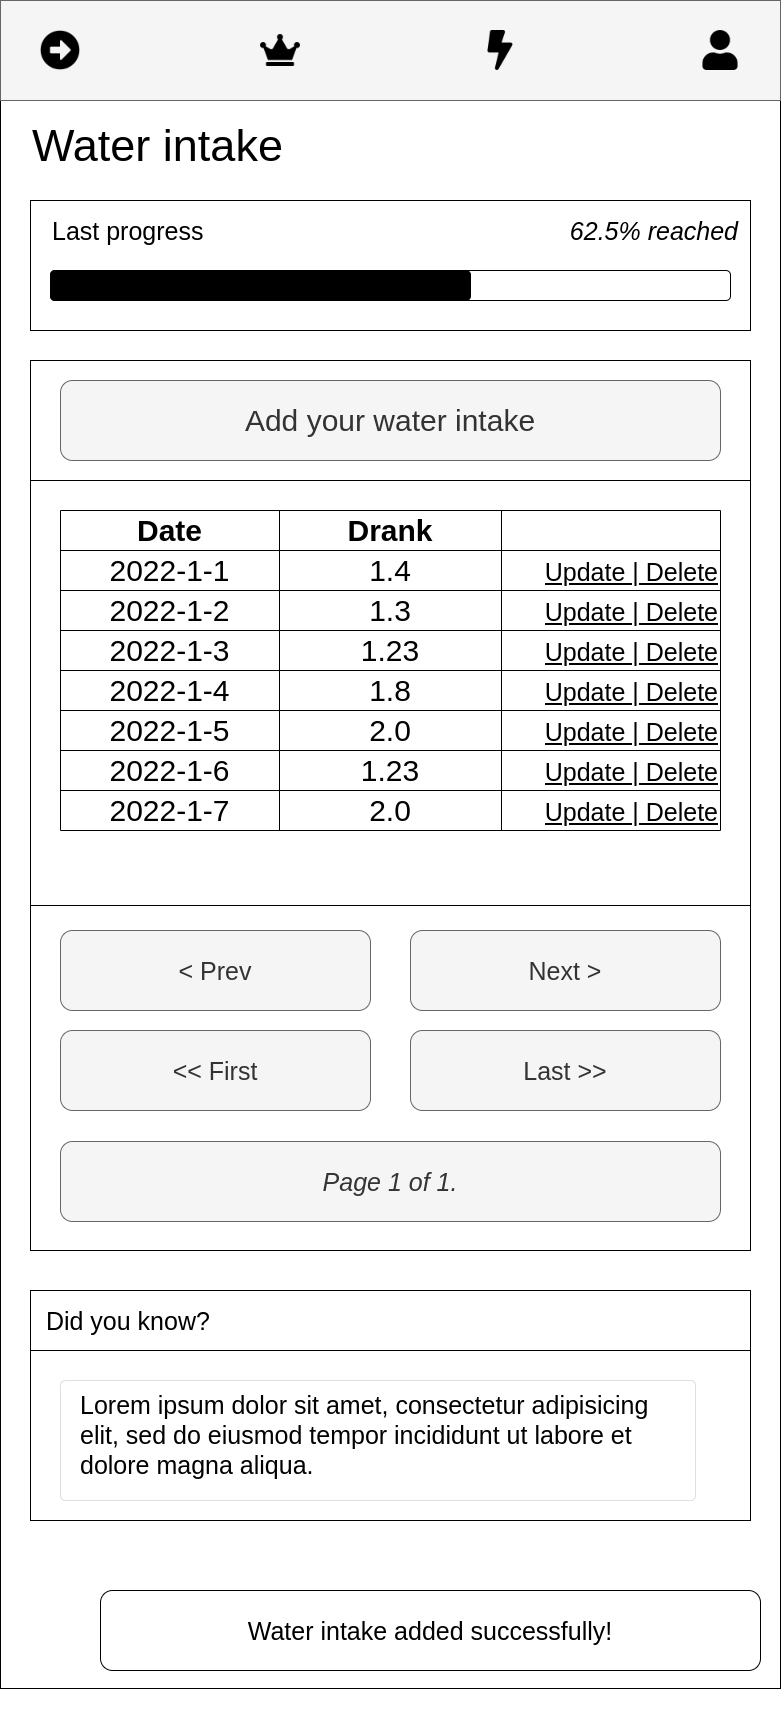 Water intake
Last progress 62.5% reached
Add your water intake
Date Drank
2022-1-1 1.4 Update | Delete
2022-1-2 1.3 Update | Delete
2022-1-3 1.23 Update | Delete
2022-1-4 1.8 Update | Delete
2022-1-5 2.0 Update | Delete
2022-1-6 1.23 Update | Delete
2022-1-7 2.0 Update | Delete
< Prev Next >
<< First Last >>
Page 1 of 1.
Did you know?
Lorem ipsum dolor sit amet, consectetur adipisicing
elit, sed do eiusmod tempor incididunt ut labore et
dolore magna aliqua.
Water intake added successfully!